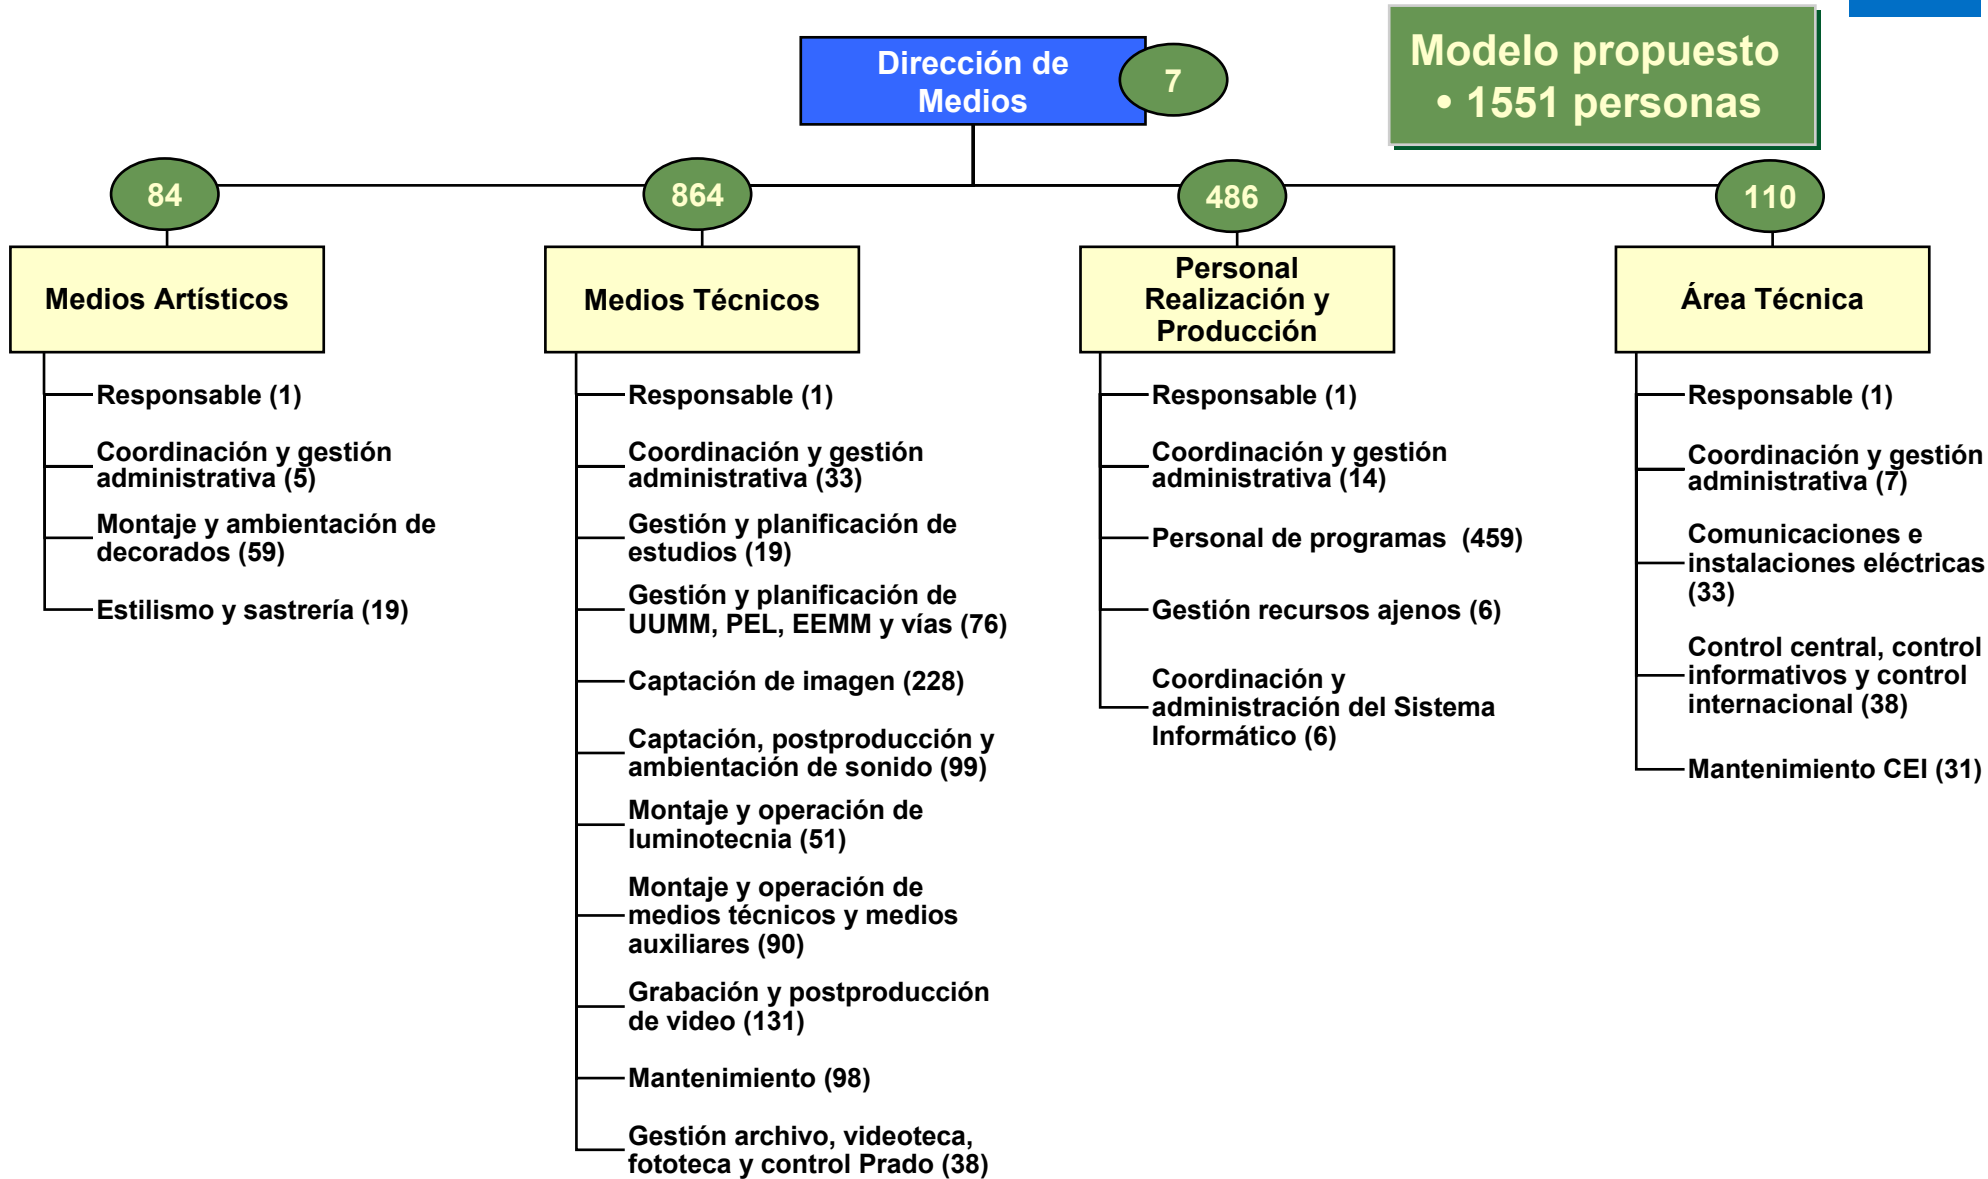 Dirección de
Medios
7
Modelo propuesto
• 1551 personas
84
864
486
110
Medios Artísticos
Responsable (1)
Coordinación y gestión
administrativa (5)
Montaje y ambientación de
decorados (59)
Estilismo y sastrería (19)
Medios Técnicos
Responsable (1)
Coordinación y gestión
administrativa (33)
Gestión y planificación de
estudios (19)
Gestión y planificación de
UUMM, PEL, EEMM y vías (76)
Captación de imagen (228)
Captación, postproducción y
ambientación de sonido (99)
Montaje y operación de
luminotecnia (51)
Montaje y operación de
medios técnicos y medios
auxiliares (90)
Grabación y postproducción
de video (131)
Mantenimiento (98)
Gestión archivo, videoteca,
fototeca y control Prado (38)
Personal
Realización y
Producción
Responsable (1)
Coordinación y gestión
administrativa (14)
Personal de programas (459)
Gestión recursos ajenos (6)
Coordinación y
administración del Sistema
Informático (6)
Área Técnica
Responsable (1)
Coordinación y gestión
administrativa (7)
Comunicaciones e
instalaciones eléctricas
(33)
Control central, control
informativos y control
internacional (38)
Mantenimiento CEI (31)